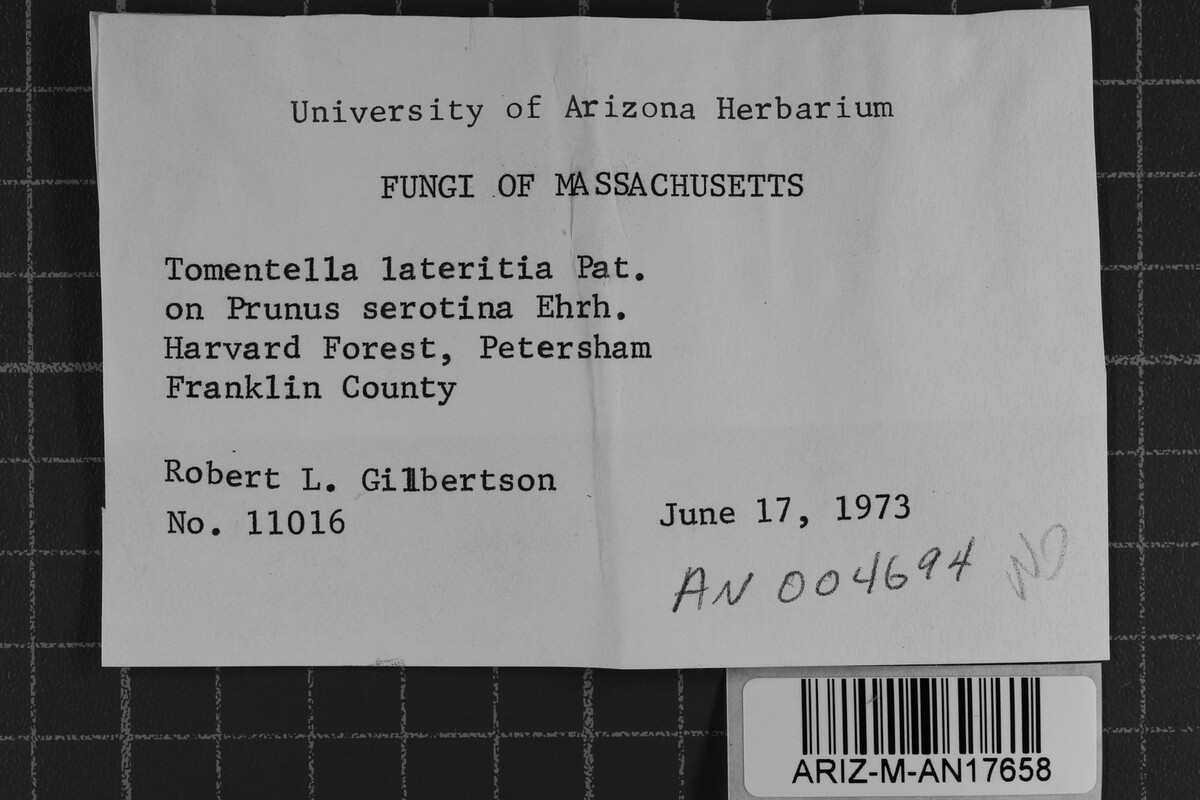 University of Arizona Herbarium
FUNGI OF MASSACHUSETTS
Tomentella lateritia Pat.
on Prunus serotina Ehrh.
Harvard Forest, Petersham
Franklin County
Robert L. Gilbertson
No. 11016
June 17, 1973
AN 004694 ND
ARIZ-M-AN17658